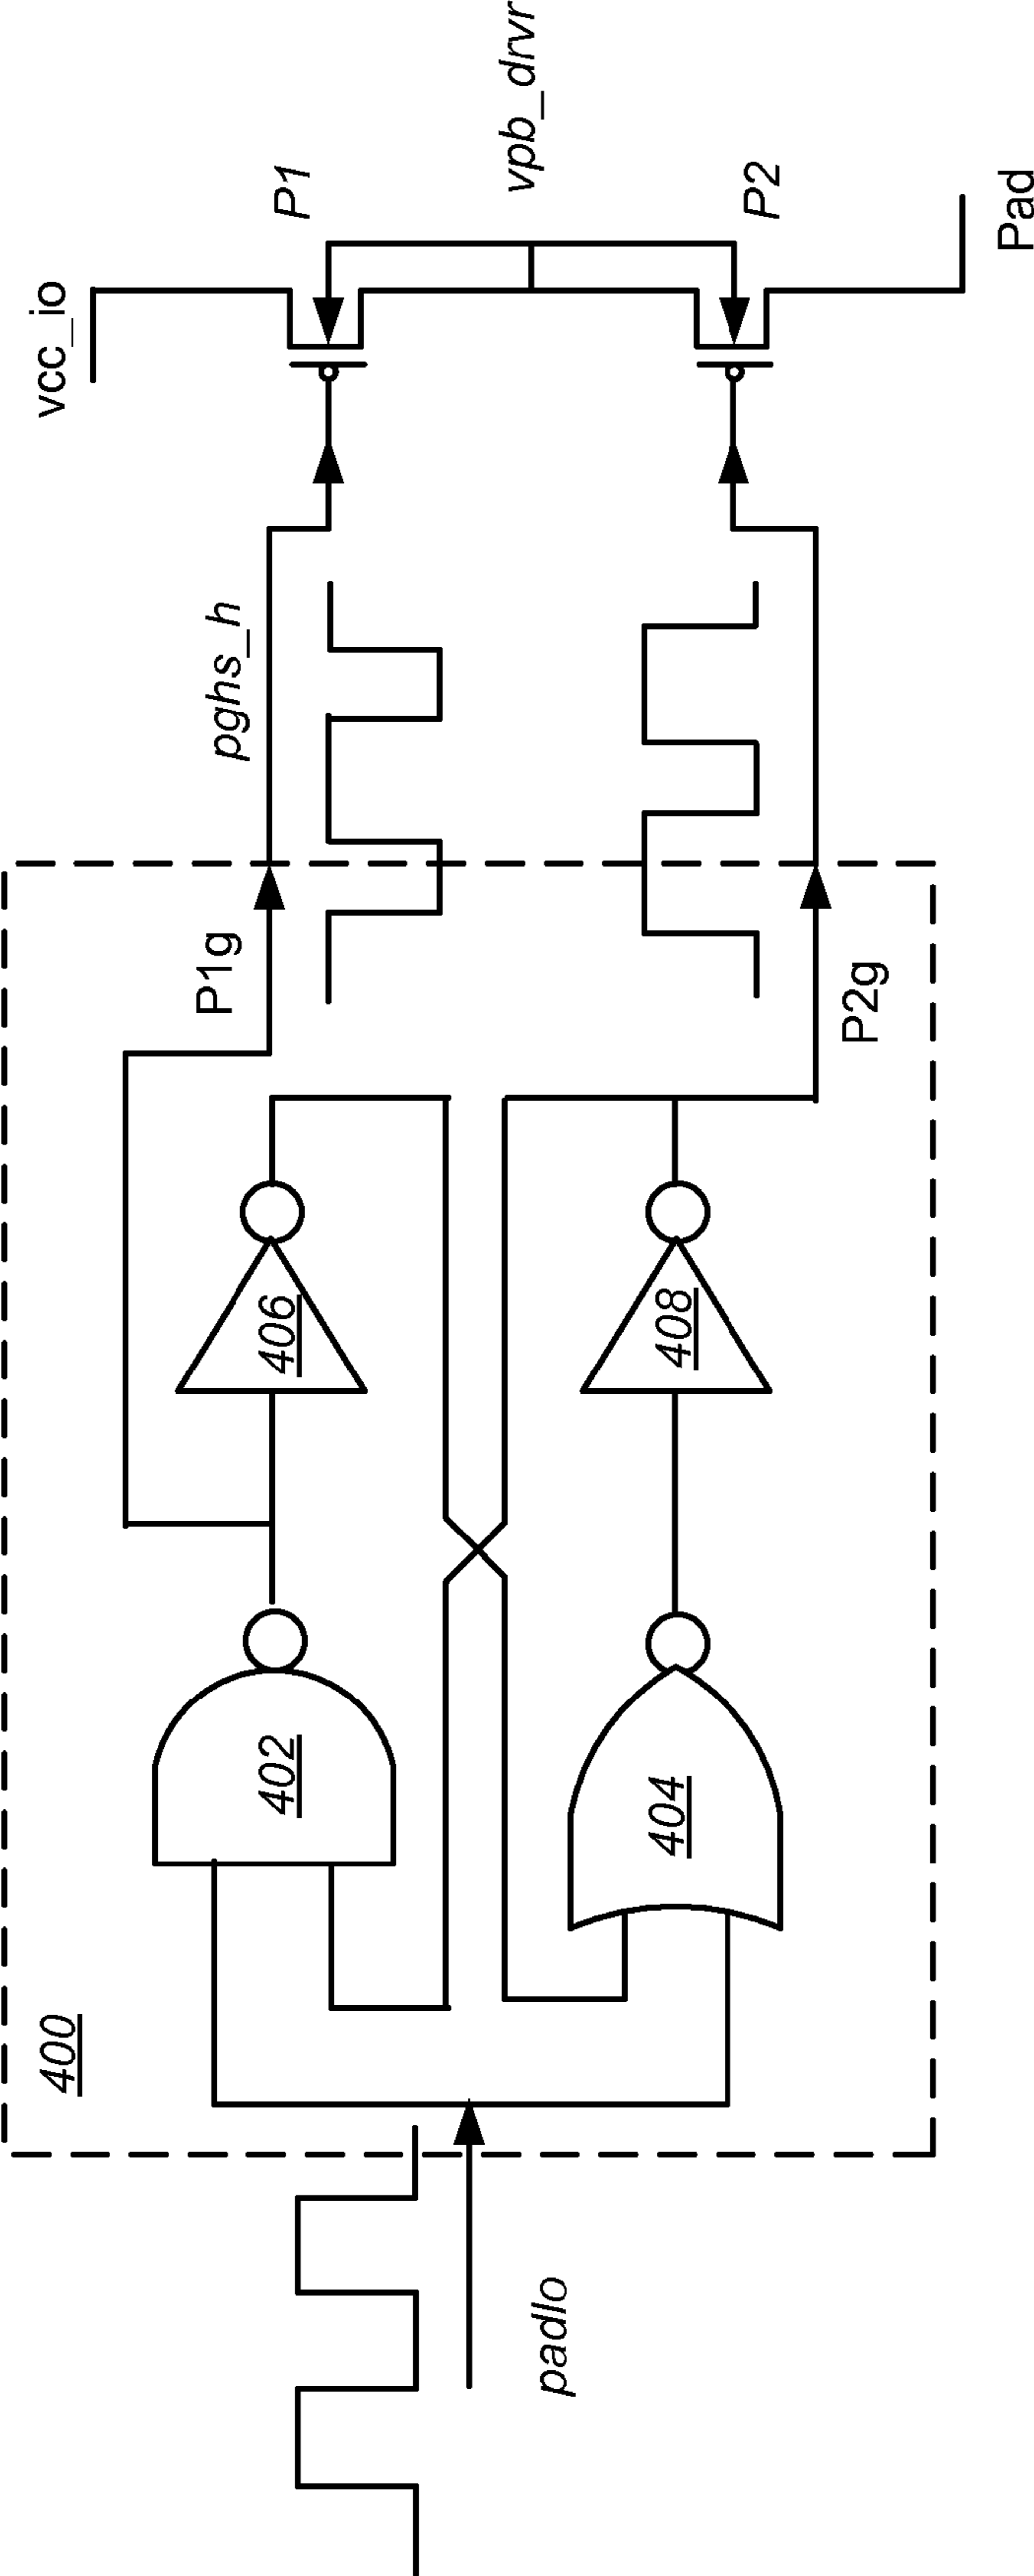 400
padlo
402
404
406
408
P1g
P2g
pghs_h
vcc_io
P1
vpb_drvr
P2
Pad